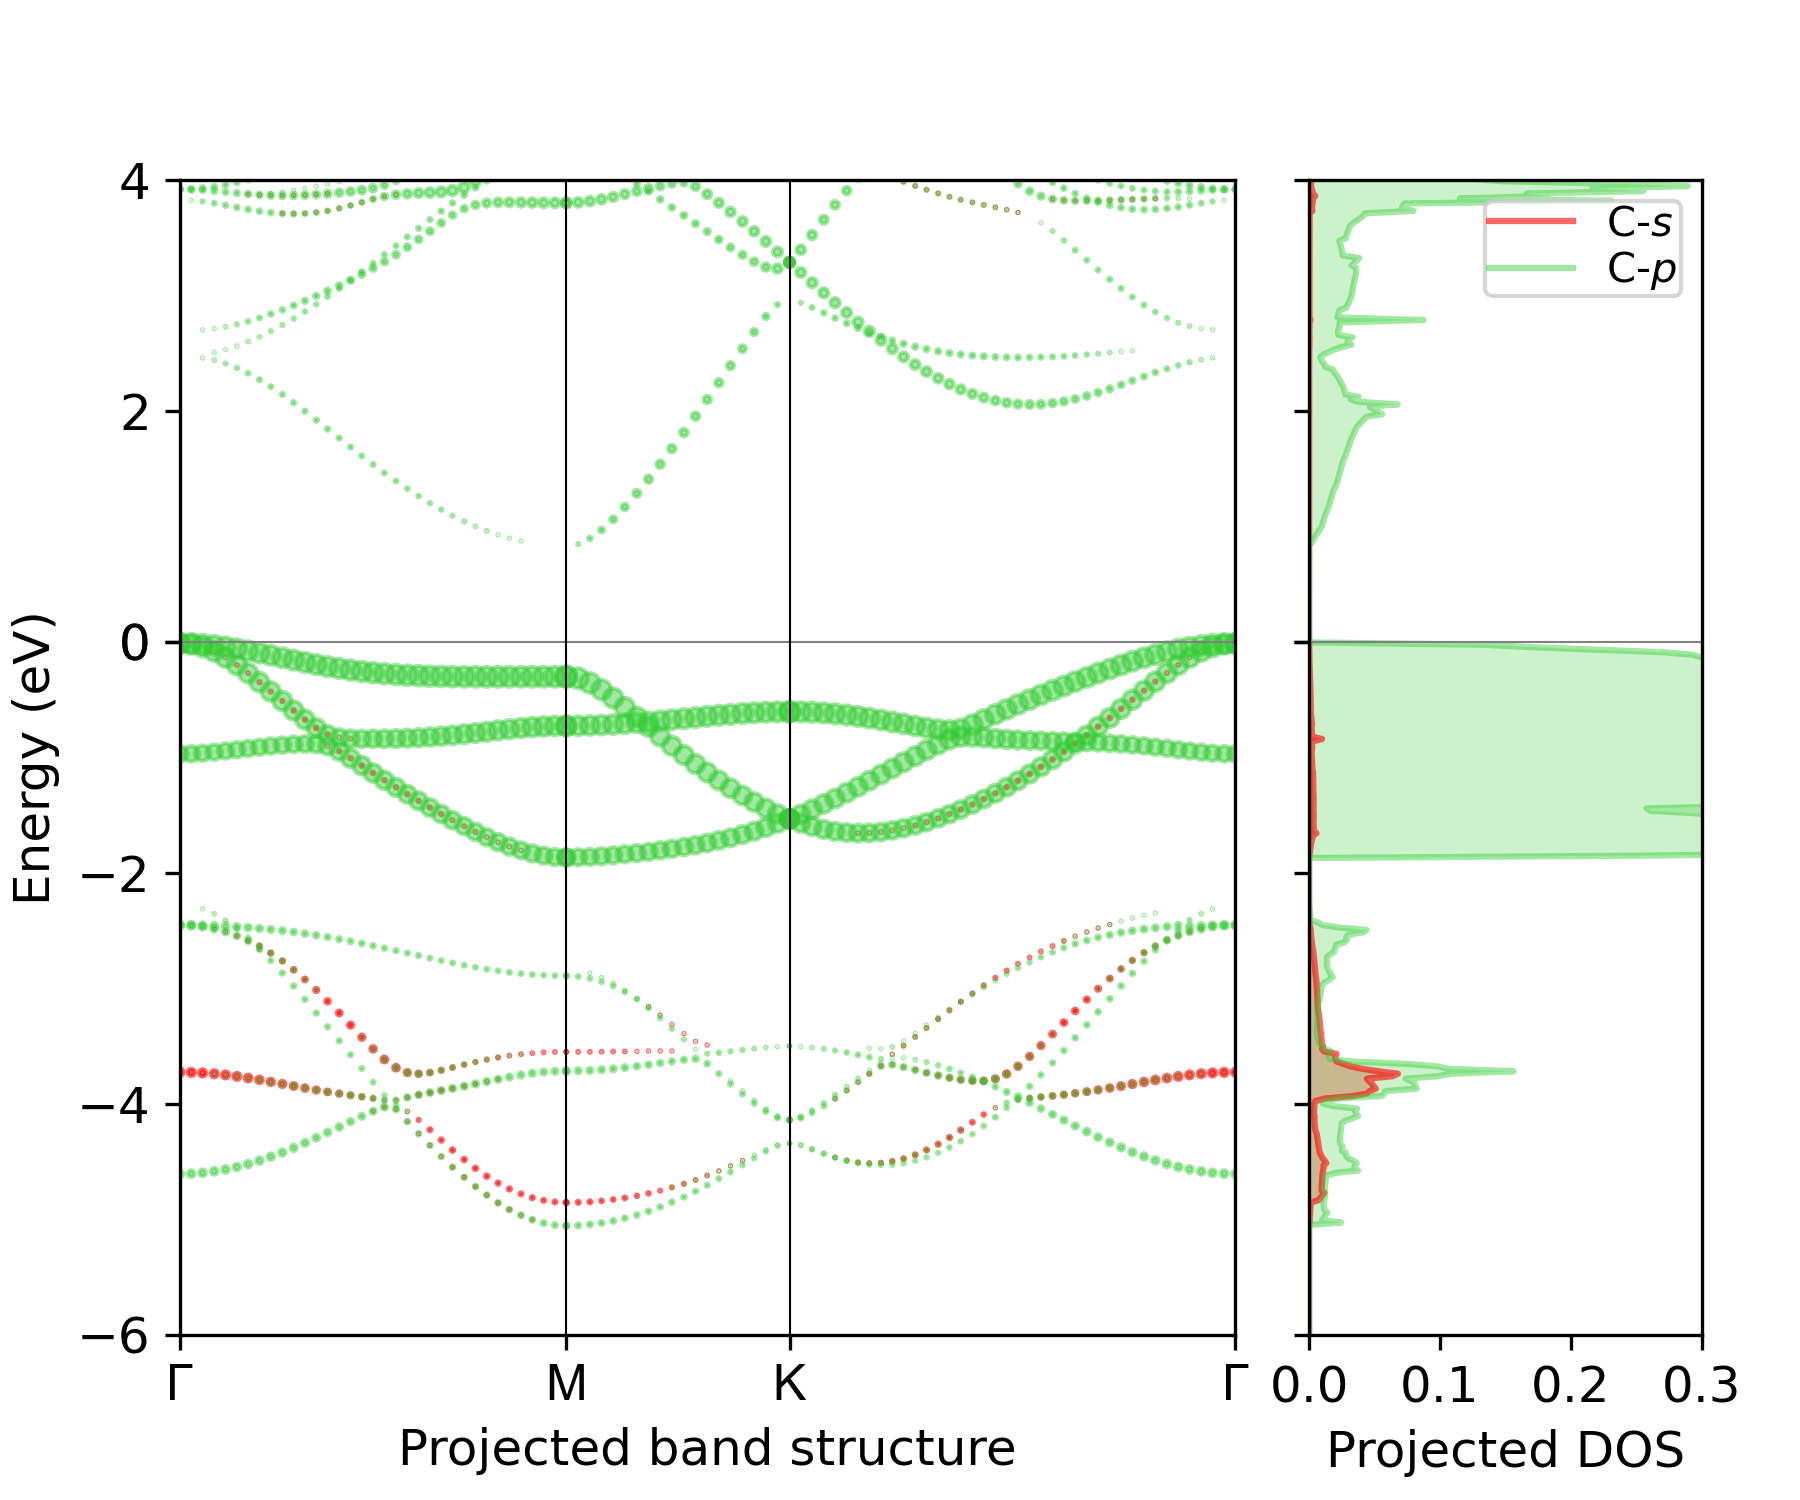 4
2
0
−2
−4
−6
Energy (eV)
Γ M K Γ
Projected band structure
C-s
C-p
0.0 0.1 0.2 0.3
Projected DOS